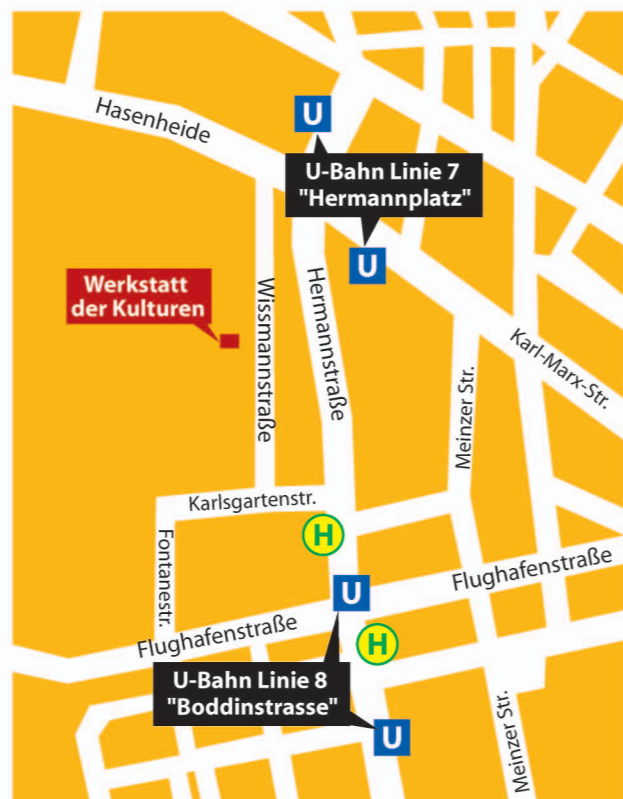 Hasenheide
U
U-Bahn Linie 7
"Hermannplatz"
U
Werkstatt
der Kulturen
Wissmannstraße
Hermannstraße
Karl-Marx-Str.
Meinzer Str.
Karlsgartenstr.
H
Fontanestr.
Flughafenstraße
U
Flughafenstraße
H
U-Bahn Linie 8
"Boddinstrasse"
U
Meinzer Str.